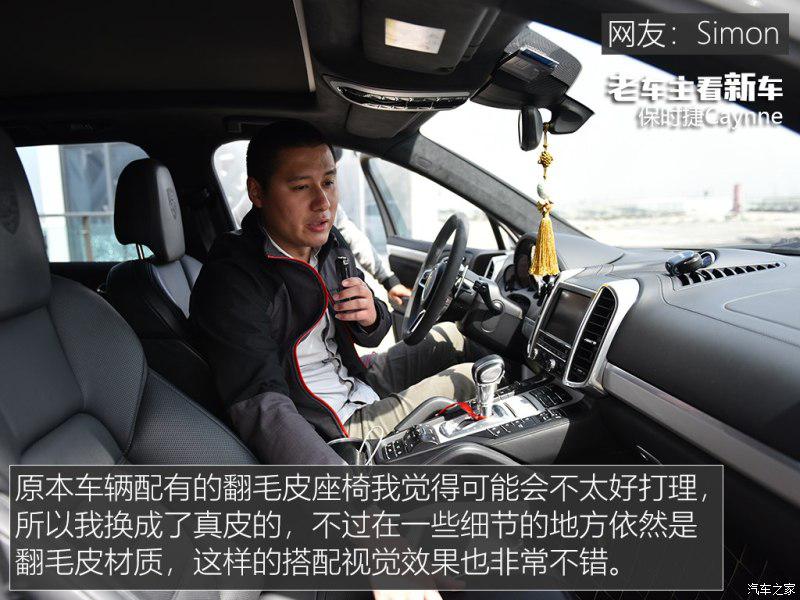 网友：Simon
老车主看新车
保时捷Caynne
原本车辆配有的翻毛皮座椅我觉得可能会不太好打理，
所以我换成了真皮的，不过在一些细节的地方依然是
翻毛皮材质，这样的搭配视觉效果也非常不错。
汽车之家